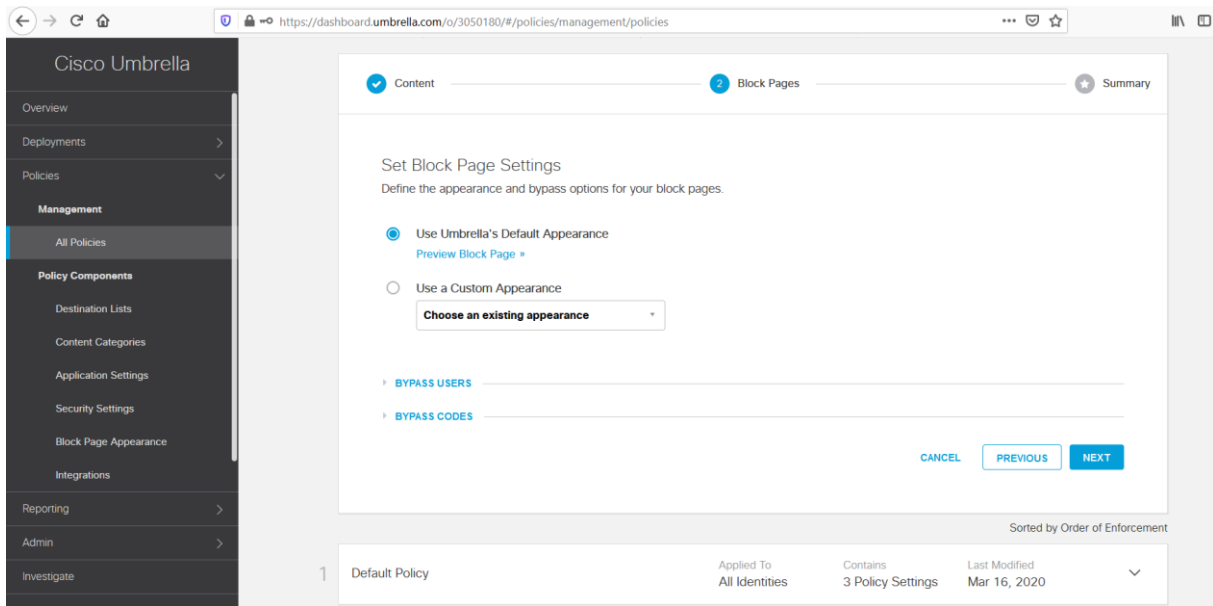 https://dashboard.umbrella.com/o/3050180/#/policies/management/policies
Cisco Umbrella
Overview
Deployments
Policies
Management
All Policies
Policy Components
Destination Lists
Content Categories
Application Settings
Security Settings
Block Page Appearance
Integrations
Reporting
Admin
Investigate
Content
2 Block Pages
Summary
Set Block Page Settings
Define the appearance and bypass options for your block pages.
Use Umbrella's Default Appearance
Preview Block Page »
Use a Custom Appearance
Choose an existing appearance
BYPASS USERS
BYPASS CODES
CANCEL PREVIOUS NEXT
Sorted by Order of Enforcement
1 Default Policy
Applied To
All Identities
Contains
3 Policy Settings
Last Modified
Mar 16, 2020